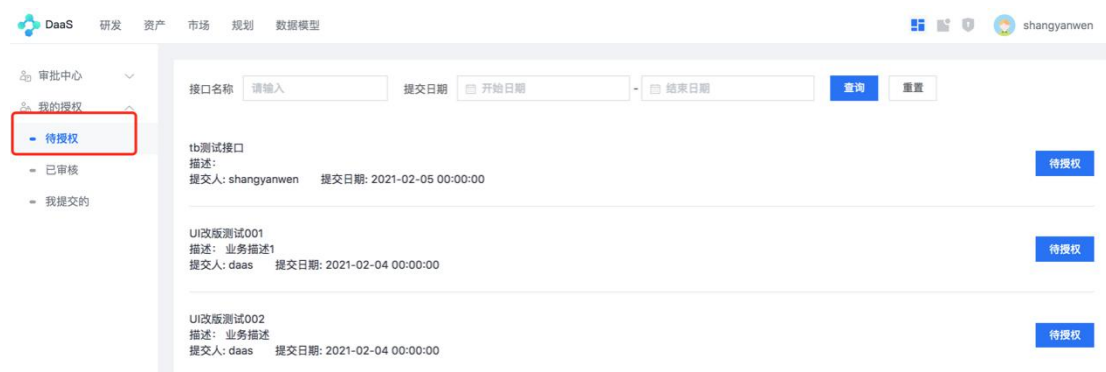 DaaS 研发 资产 市场 规划 数据模型 shangyanwen
审批中心
我的授权
待授权
已审核
我提交的
接口名称 请输入 提交日期 开始日期 - 结束日期 查询 重置
tb测试接口
描述:
提交人: shangyanwen 提交日期: 2021-02-05 00:00:00
待授权
UI改版测试001
描述: 业务描述1
提交人: daas 提交日期: 2021-02-04 00:00:00
待授权
UI改版测试002
描述: 业务描述
提交人: daas 提交日期: 2021-02-04 00:00:00
待授权